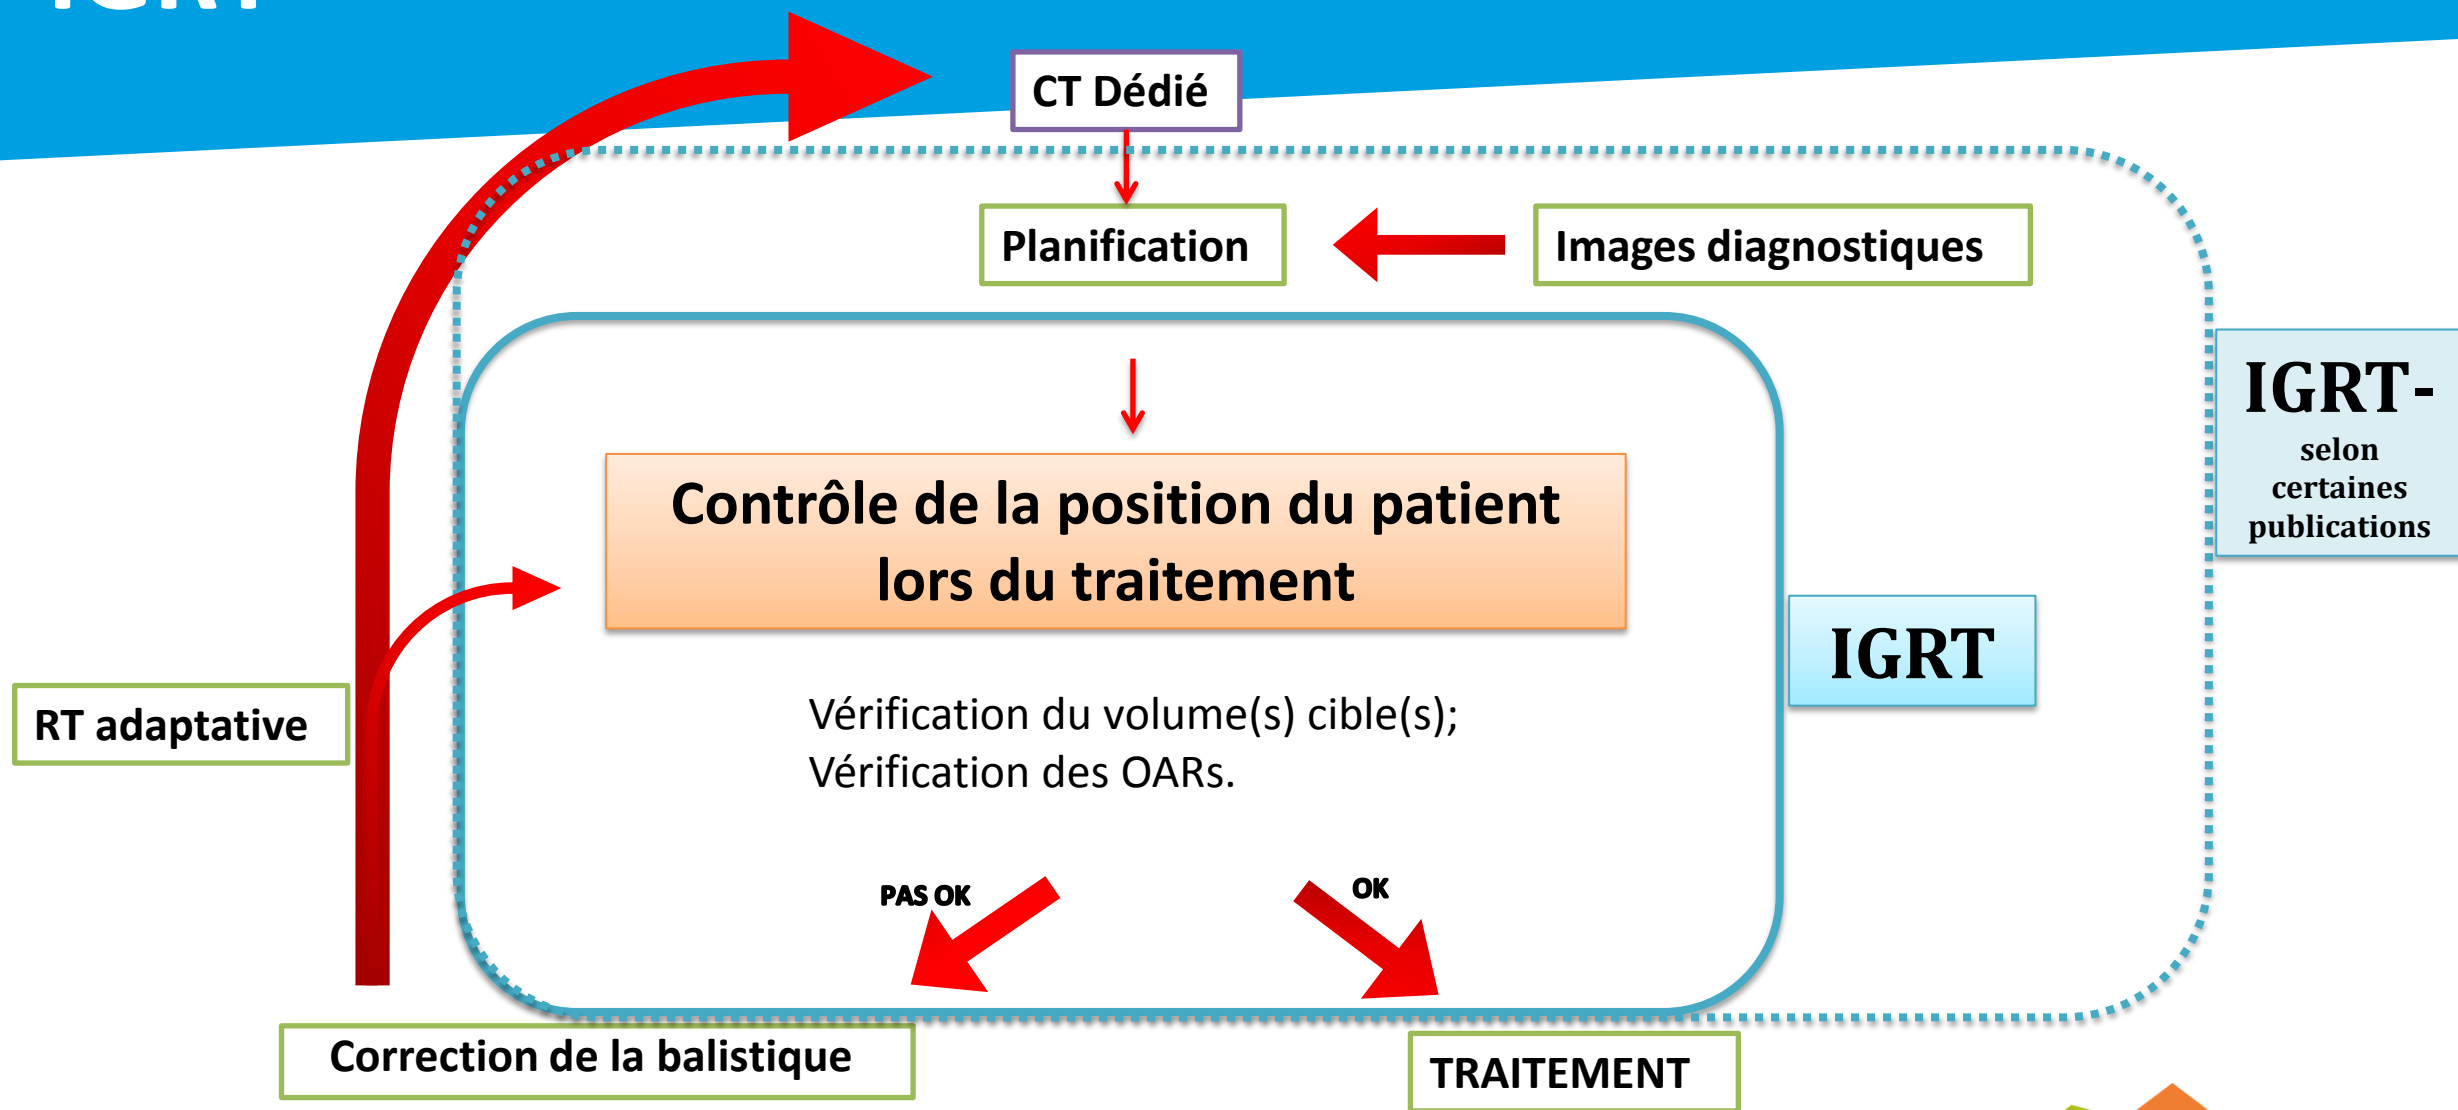 IGRT
CT Dédié
Planification
Images diagnostiques
IGRT-
selon
certaines
publications
Contrôle de la position du patient
lors du traitement
IGRT
RT adaptative
Vérification du volume(s) cible(s);
Vérification des OARs.
PAS OK
OK
Correction de la balistique
TRAITEMENT